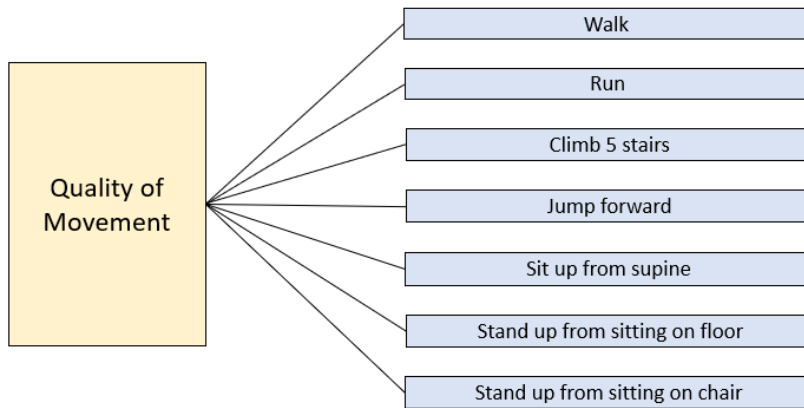 Quality of
Movement
Walk
Run
Climb 5 stairs
Jump forward
Sit up from supine
Stand up from sitting on floor
Stand up from sitting on chair